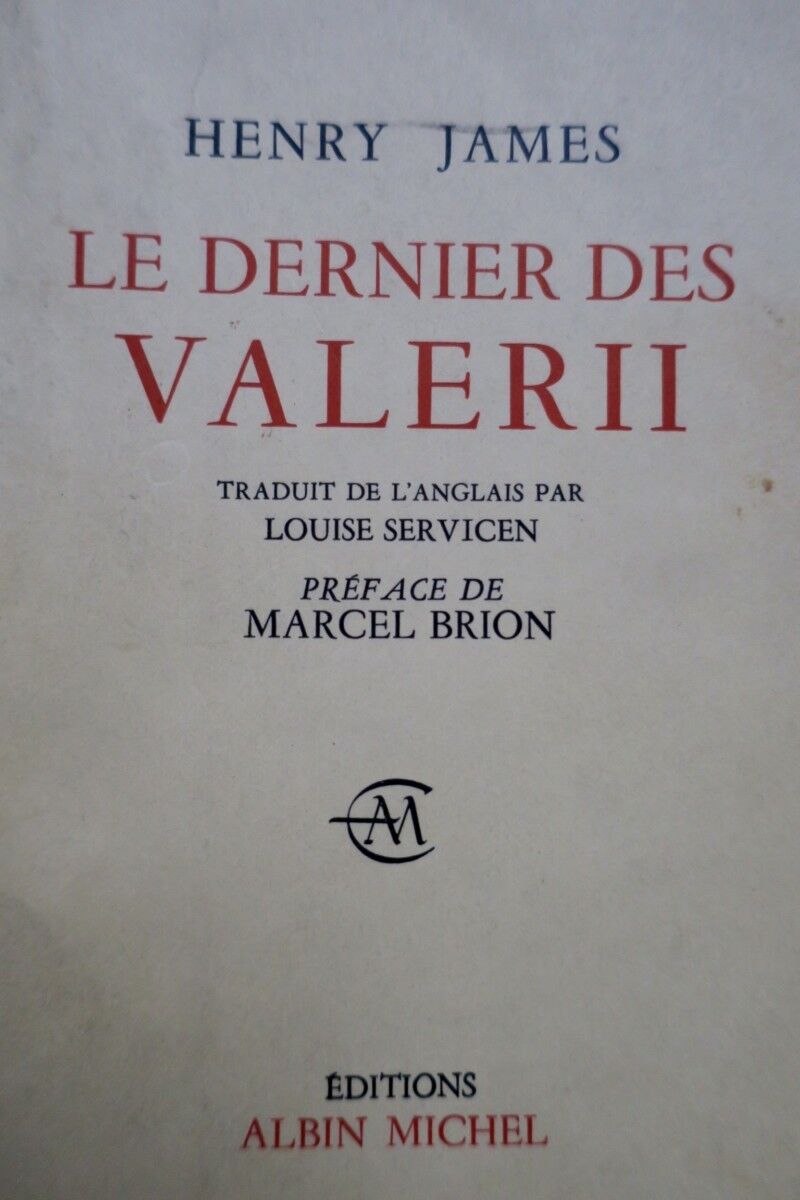 HENRY JAMES
LE DERNIER DES
VALERII
TRADUIT DE L'ANGLAIS PAR
LOUISE SERVICEN
PRÉFACE DE
MARCEL BRION
AM
ÉDITIONS
ALBIN MICHEL